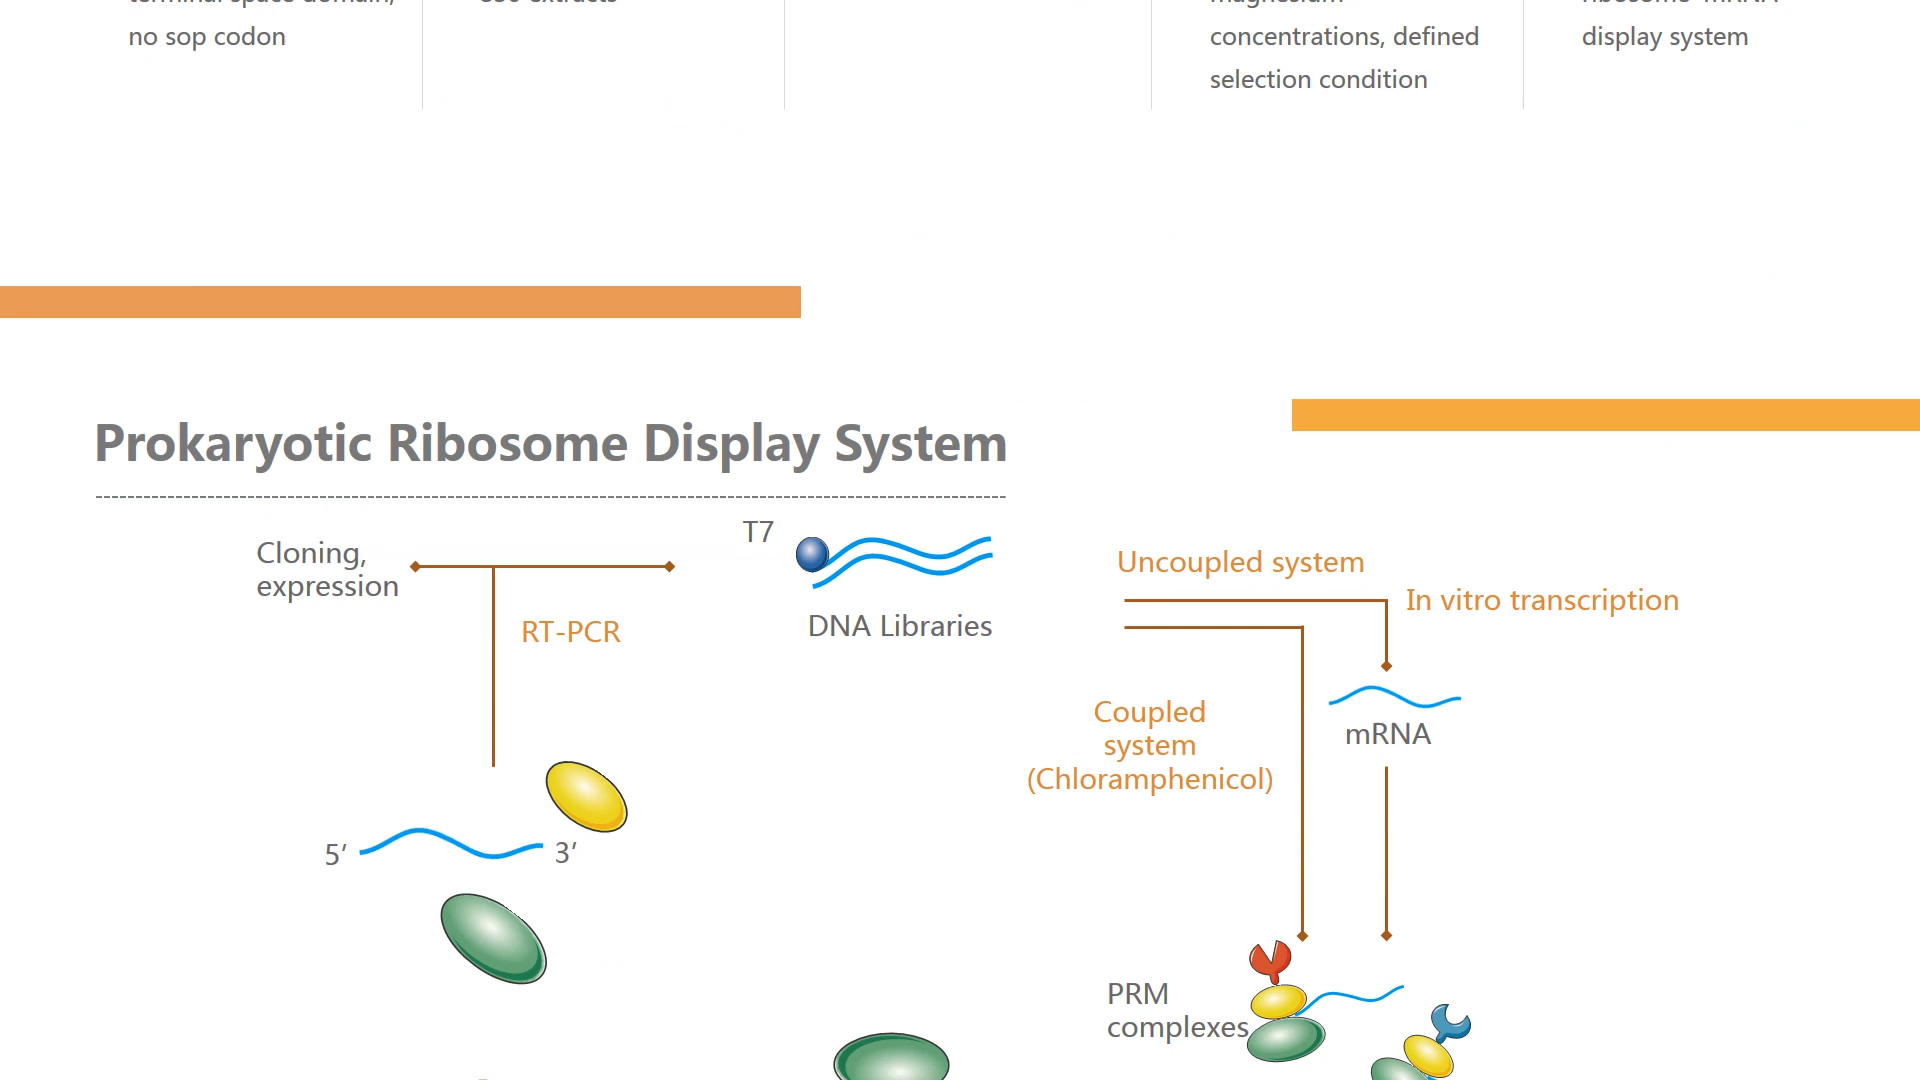 no sop codon
concentrations, defined
selection condition
display system
Prokaryotic Ribosome Display System
T7
Cloning,
expression
RT-PCR
DNA Libraries
Uncoupled system
In vitro transcription
Coupled
system
(Chloramphenicol)
mRNA
5′
3′
PRM
complexes